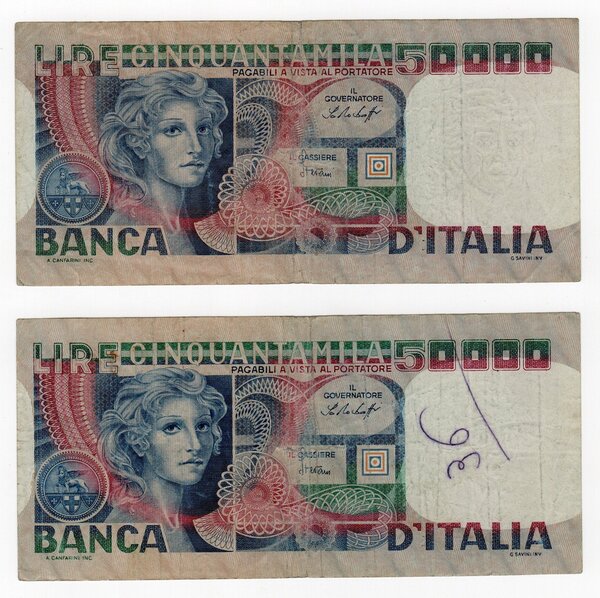 LIRE CINQUANTAMILA 50000
PAGABILI A VISTA AL PORTATORE
IL
GOVERNATORE
IL CASSIERE
BANCA D'ITALIA
A. CANFARINI INC. G. SAVINI INV.
LIRE CINQUANTAMILA 50000
PAGABILI A VISTA AL PORTATORE
IL
GOVERNATORE
36
IL CASSIERE
BANCA D'ITALIA
A. CANFARINI INC. G. SAVINI INV.